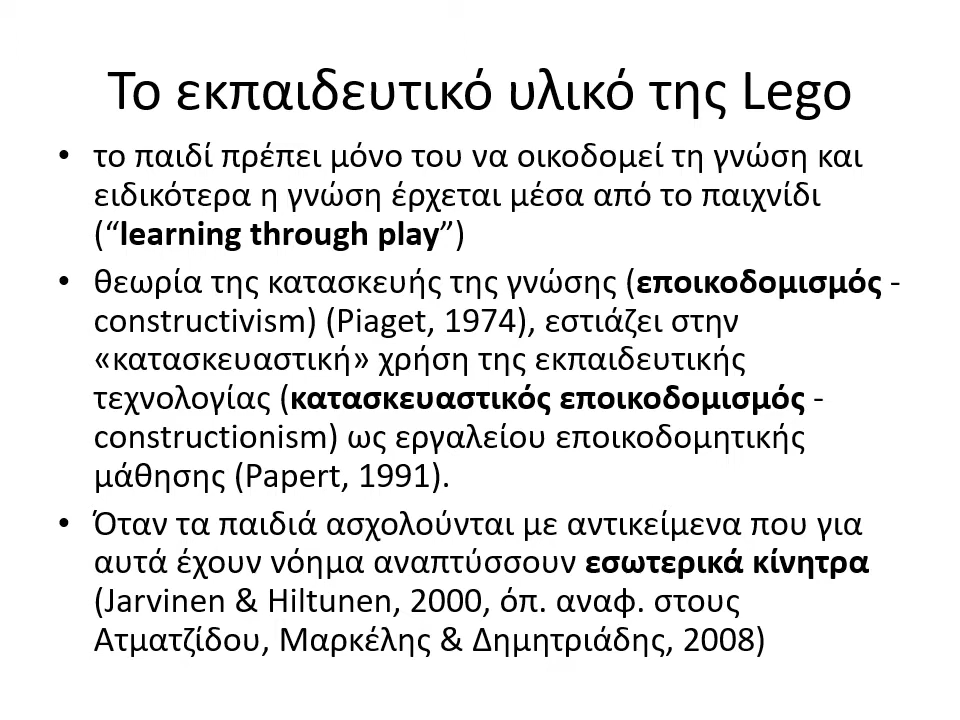 Το εκπαιδευτικό υλικό της Lego
• το παιδί πρέπει μόνο του να οικοδομεί τη γνώση και
ειδικότερα η γνώση έρχεται μέσα από το παιχνίδι
(“learning through play”)
• θεωρία της κατασκευής της γνώσης (εποικοδομισμός -
constructivism) (Piaget, 1974), εστιάζει στην
«κατασκευαστική» χρήση της εκπαιδευτικής
τεχνολογίας (κατασκευαστικός εποικοδομισμός -
constructionism) ως εργαλείου εποικοδομητικής
μάθησης (Papert, 1991).
• Όταν τα παιδιά ασχολούνται με αντικείμενα που για
αυτά έχουν νόημα αναπτύσσουν εσωτερικά κίνητρα
(Jarvinen & Hiltunen, 2000, όπ. αναφ. στους
Ατματζίδου, Μαρκέλης & Δημητριάδης, 2008)